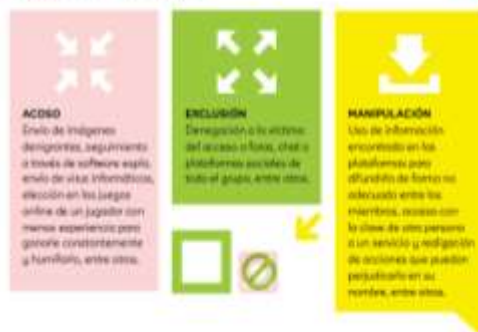 ACOSO
Envío de imágenes
denigrantes, seguimiento
a través de software espía,
envío de virus informáticos,
elección en los juegos
online de un jugador con
menos experiencia para
ganarle constantemente
y humillarlo, entre otras.
EXCLUSIÓN
Denegación a la víctima
del acceso a foros, chat o
plataformas sociales de
todo el grupo, entre otras.
MANIPULACIÓN
Uso de información
encontrada en las
plataformas para
difundirla de forma no
adecuada entre los
miembros, acceso con
la clave de otra persona
a un servicio y realización
de acciones que puedan
perjudicarlo en su
nombre, entre otras.